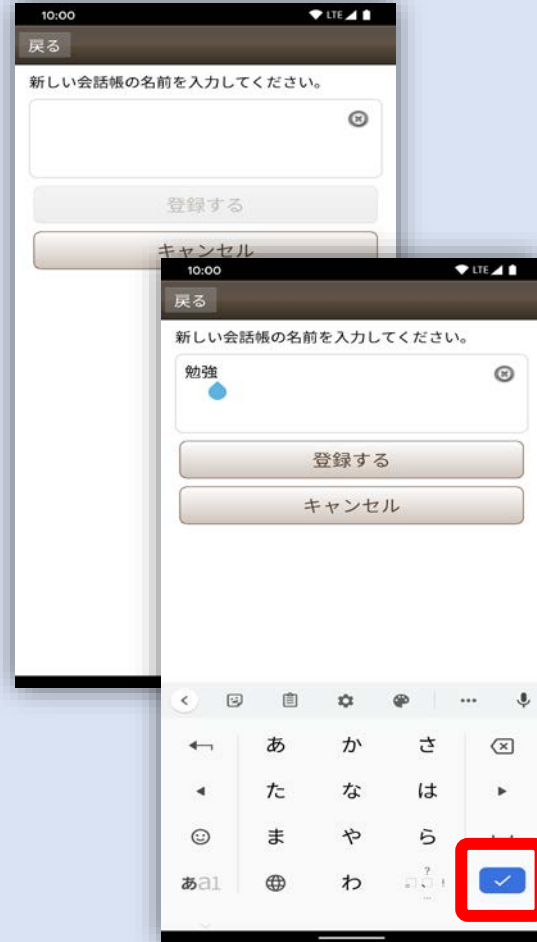 10:00 LTE
戻る
新しい会話帳の名前を入力してください。
登録する
キャンセル
10:00 LTE
戻る
新しい会話帳の名前を入力してください。
勉強
登録する
キャンセル
あ か さ
た な は
ま や ら
あa1 わ 、。?!…